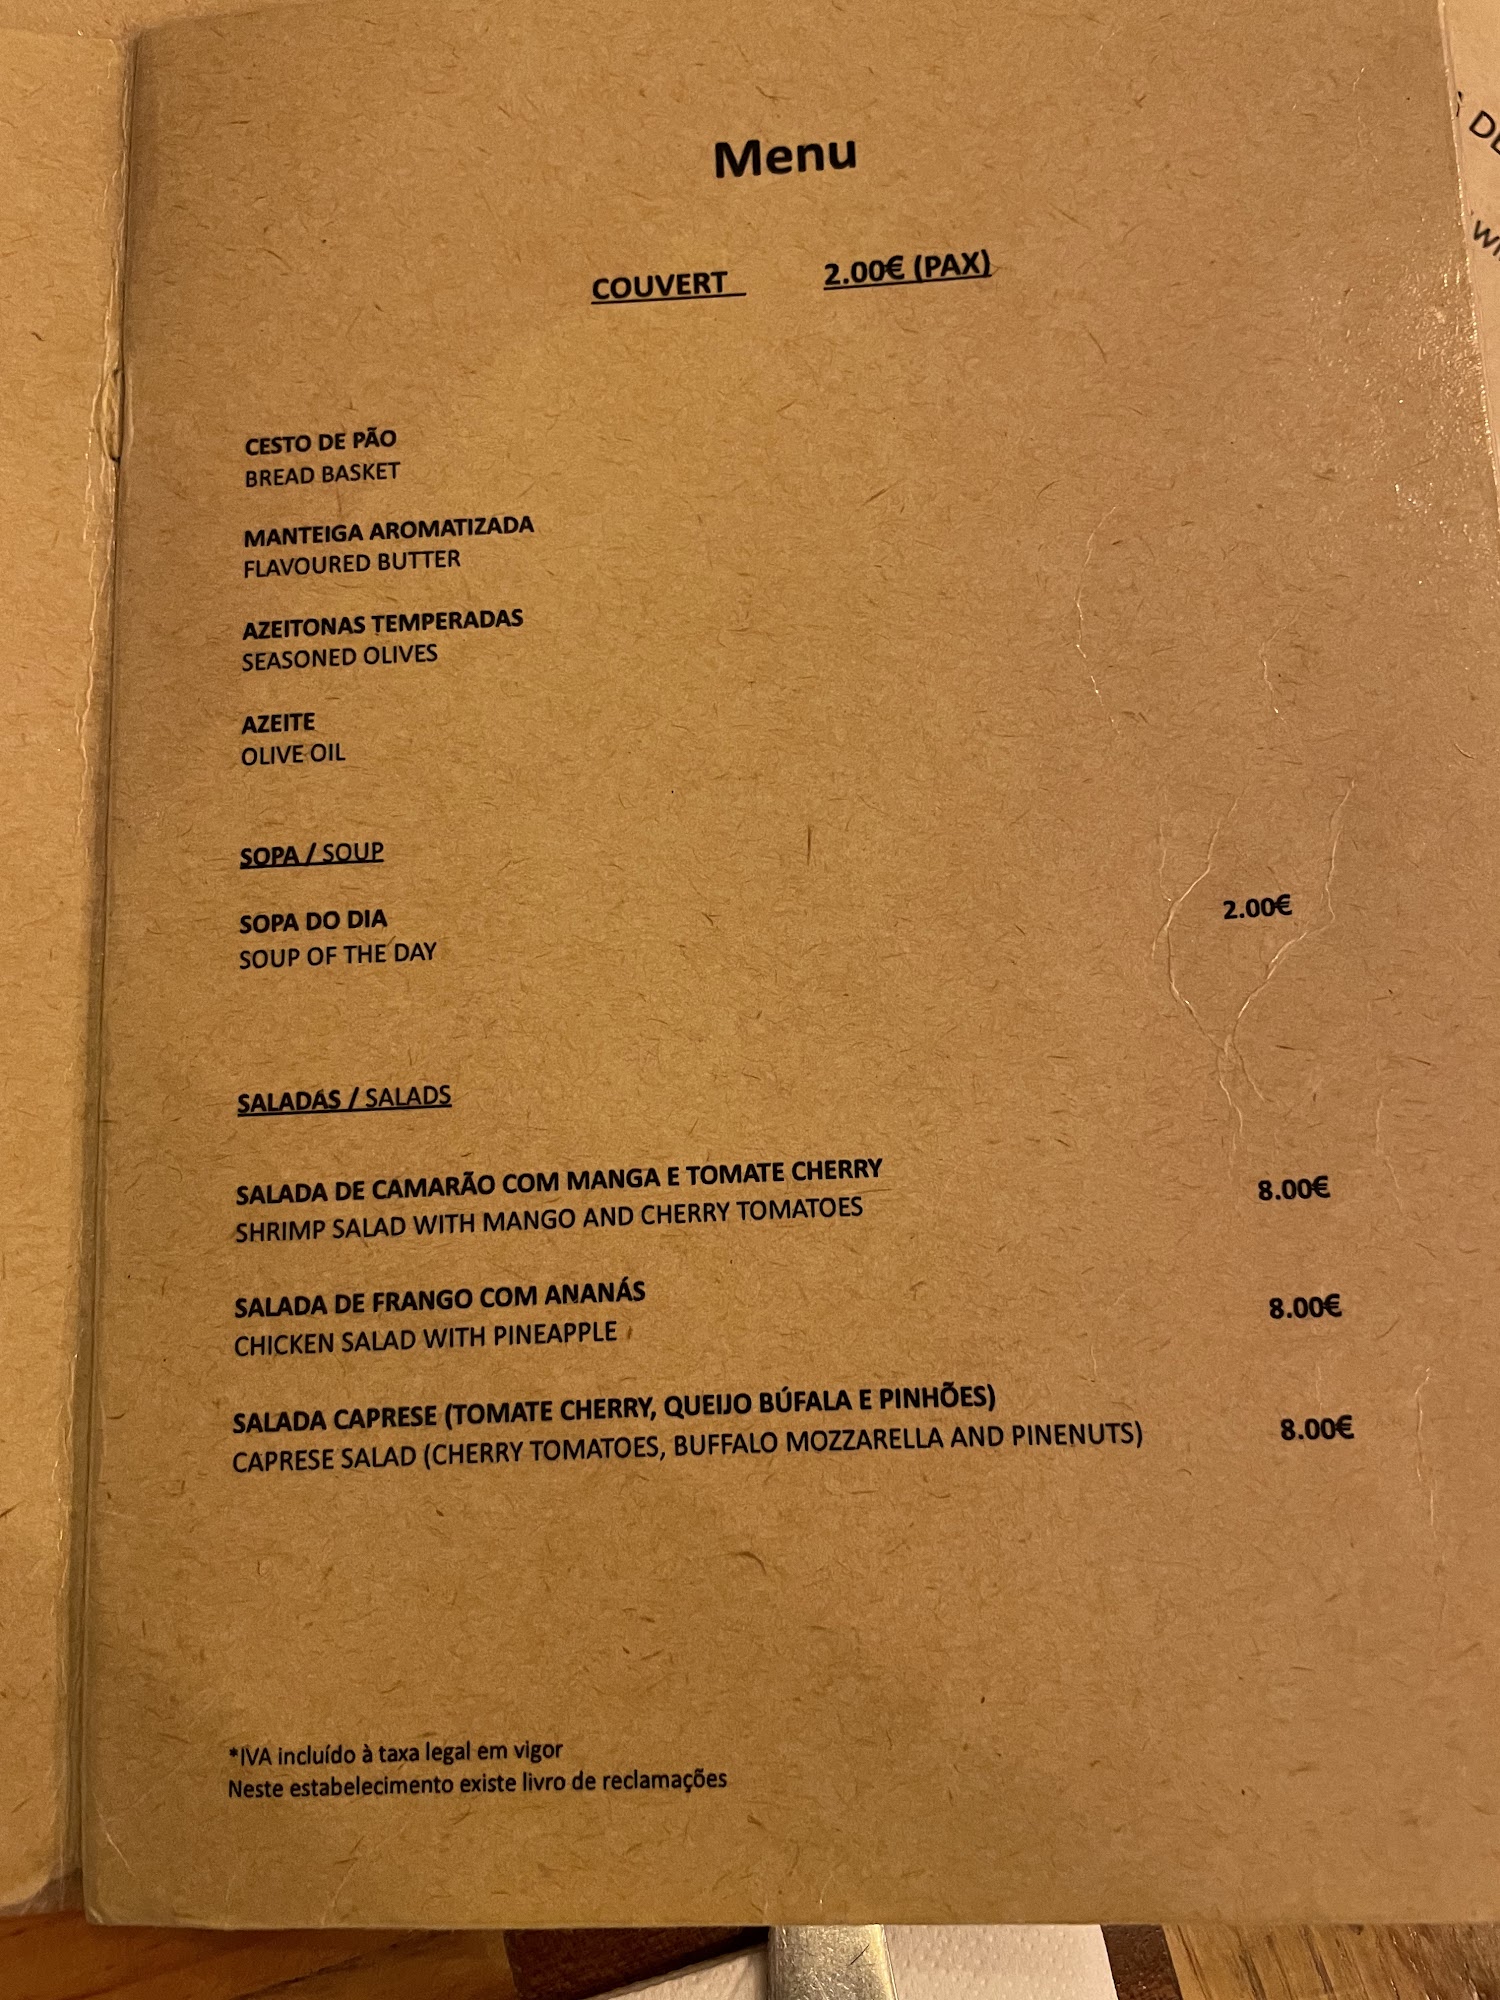 Menu
COUVERT 2.00€ (PAX)
CESTO DE PÃO
BREAD BASKET
MANTEIGA AROMATIZADA
FLAVOURED BUTTER
AZEITONAS TEMPERADAS
SEASONED OLIVES
AZEITE
OLIVE OIL
SOPA / SOUP
SOPA DO DIA 2.00€
SOUP OF THE DAY
SALADAS / SALADS
SALADA DE CAMARÃO COM MANGA E TOMATE CHERRY 8.00€
SHRIMP SALAD WITH MANGO AND CHERRY TOMATOES
SALADA DE FRANGO COM ANANÁS 8.00€
CHICKEN SALAD WITH PINEAPPLE
SALADA CAPRESE (TOMATE CHERRY, QUEIJO BÚFALA E PINHÕES)
CAPRESE SALAD (CHERRY TOMATOES, BUFFALO MOZZARELLA AND PINENUTS) 8.00€
*IVA incluído à taxa legal em vigor
Neste estabelecimento existe livro de reclamações